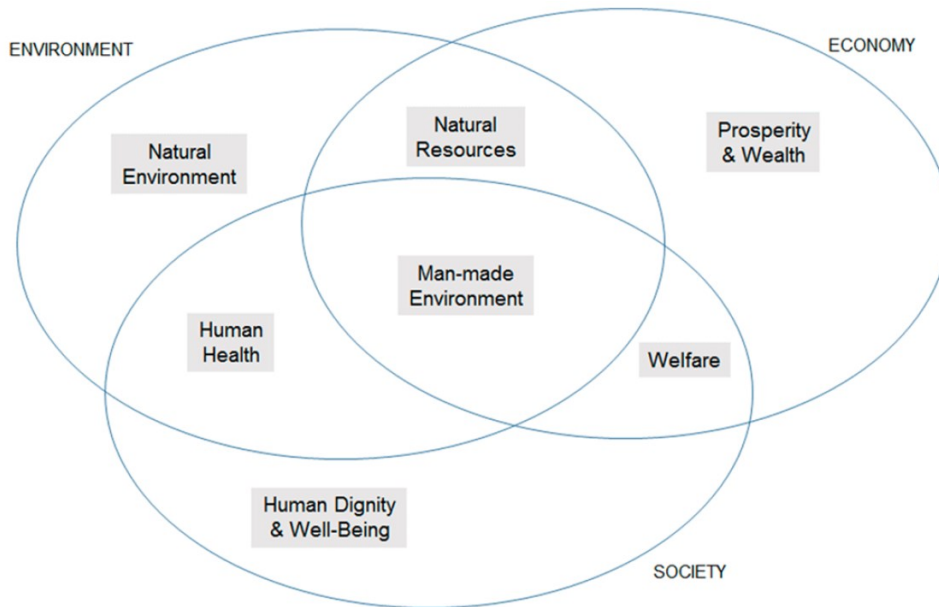 ENVIRONMENT
ECONOMY
Natural
Environment
Natural
Resources
Prosperity
& Wealth
Man-made
Environment
Human
Health
Welfare
Human Dignity
& Well-Being
SOCIETY